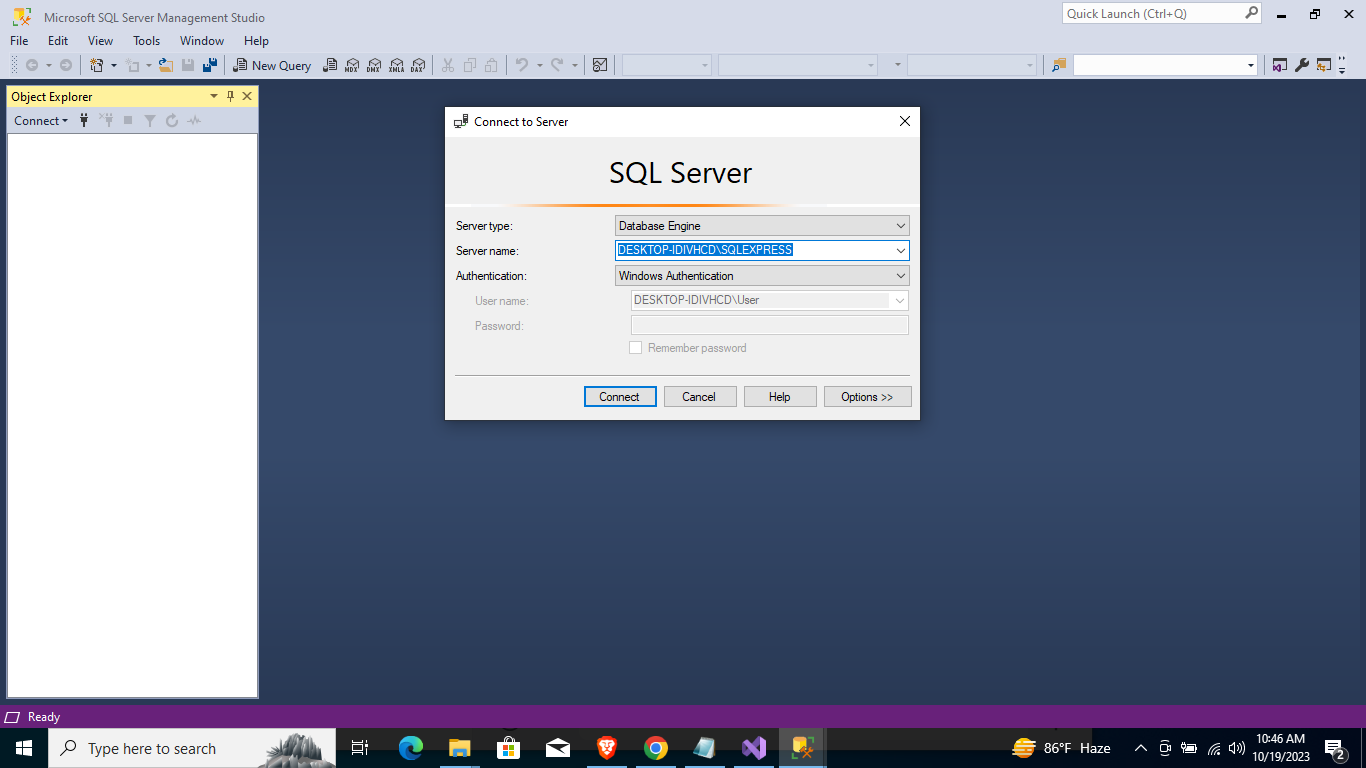 Microsoft SQL Server Management Studio
Quick Launch (Ctrl+Q)
File Edit View Tools Window Help
New Query MDX DMX XMLA DAX
Object Explorer
Connect
Connect to Server
SQL Server
Server type: Database Engine
Server name: DESKTOP-IDIVHCD\SQLEXPRESS
Authentication: Windows Authentication
User name: DESKTOP-IDIVHCD\User
Password:
Remember password
Connect Cancel Help Options >>
Ready
Type here to search
86°F Haze
10:46 AM
10/19/2023
2